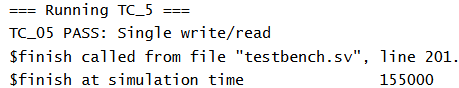 === Running TC_5 ===
TC_05 PASS: Single write/read
$finish called from file "testbench.sv", line 201.
$finish at simulation time                155000